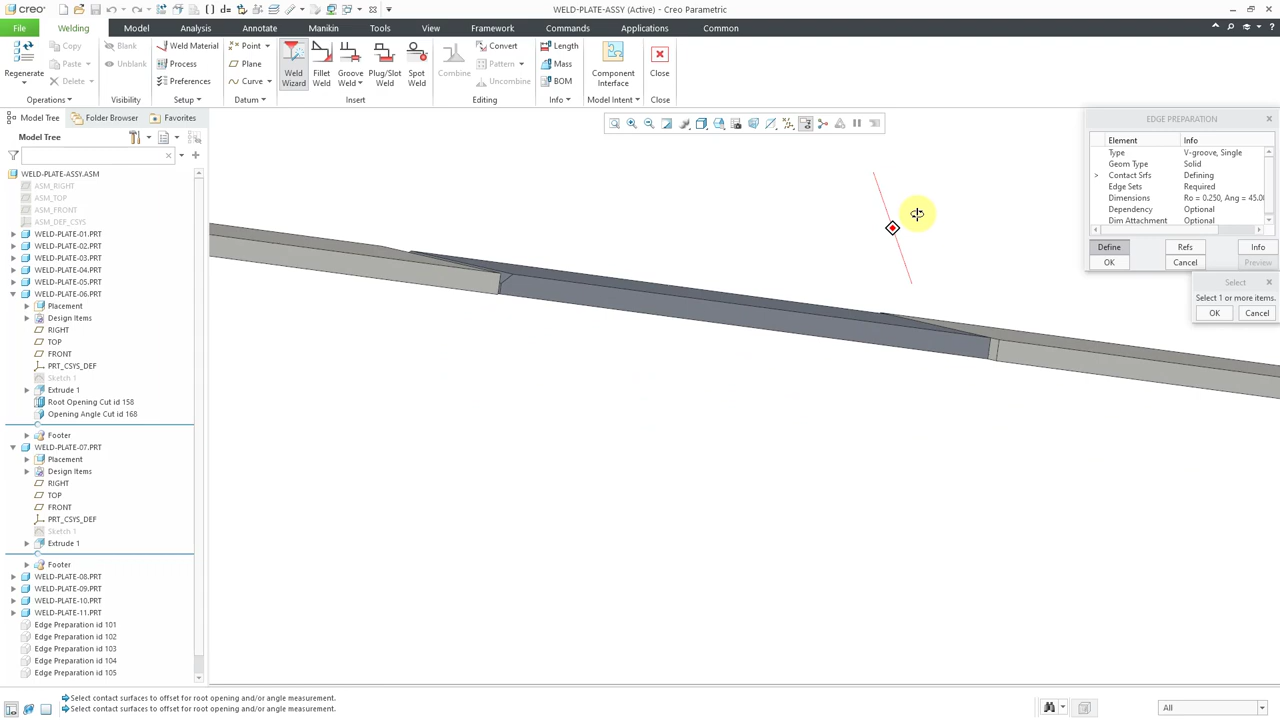 creo WELD-PLATE-ASSY (Active) - Creo Parametric
File Welding Model Analysis Annotate Manikin Tools View Framework Commands Applications Common
Regenerate Copy Paste Delete Operations
Blank Unblank Visibility
Weld Material Process Preferences Setup
Point Plane Curve Datum
Weld Wizard Fillet Weld Groove Weld Plug/Slot Weld Spot Weld Insert
Combine Convert Pattern Uncombine Editing
Length Mass BOM Info
Component Interface Model Intent
Close Close
Model Tree Folder Browser Favorites
Model Tree
WELD-PLATE-ASSY.ASM
ASM_RIGHT
ASM_TOP
ASM_FRONT
ASM_DEF_CSYS
WELD-PLATE-01.PRT
WELD-PLATE-02.PRT
WELD-PLATE-03.PRT
WELD-PLATE-04.PRT
WELD-PLATE-05.PRT
WELD-PLATE-06.PRT
Placement
Design Items
RIGHT
TOP
FRONT
PRT_CSYS_DEF
Sketch 1
Extrude 1
Root Opening Cut id 158
Opening Angle Cut id 168
Footer
WELD-PLATE-07.PRT
Placement
Design Items
RIGHT
TOP
FRONT
PRT_CSYS_DEF
Sketch 1
Extrude 1
Footer
WELD-PLATE-08.PRT
WELD-PLATE-09.PRT
WELD-PLATE-10.PRT
WELD-PLATE-11.PRT
Edge Preparation id 101
Edge Preparation id 102
Edge Preparation id 103
Edge Preparation id 104
Edge Preparation id 105
EDGE PREPARATION
Element Info
Type V-groove, Single
Geom Type Solid
> Contact Srfs Defining
Edge Sets Required
Dimensions Ro = 0.250, Ang = 45.0
Dependency Optional
Dim Attachment Optional
Define Refs Info
OK Cancel Preview
Select
Select 1 or more items.
OK Cancel
Select contact surfaces to offset for root opening and/or angle measurement.
Select contact surfaces to offset for root opening and/or angle measurement.
All